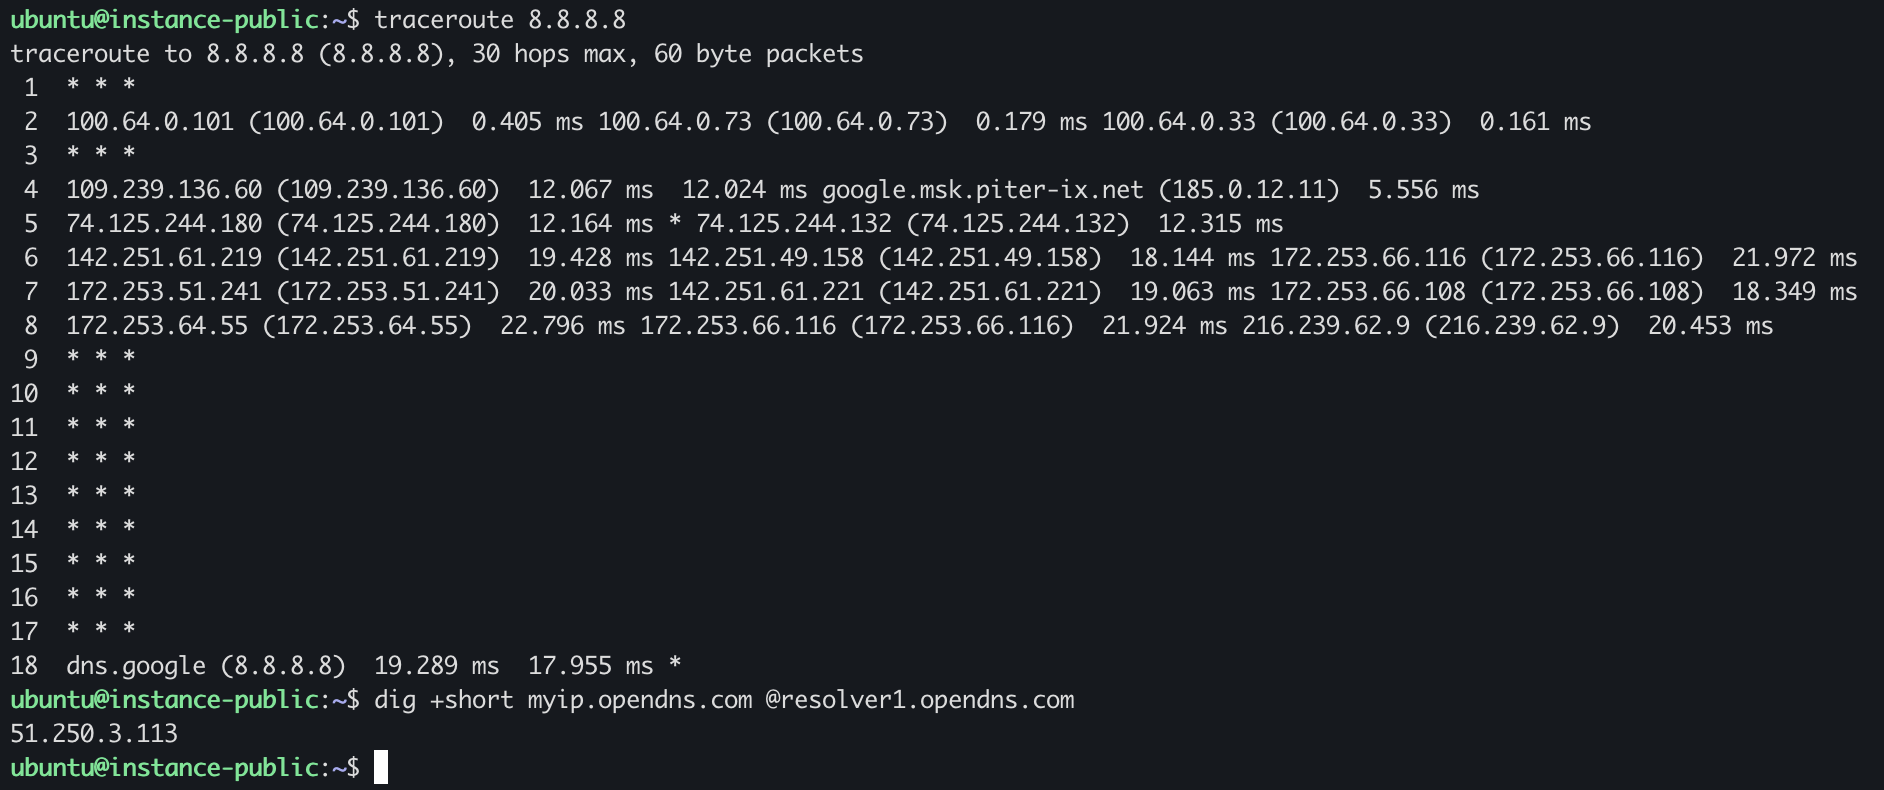 ubuntu@instance-public:~$ traceroute 8.8.8.8
traceroute to 8.8.8.8 (8.8.8.8), 30 hops max, 60 byte packets
 1  * * *
 2  100.64.0.101 (100.64.0.101)  0.405 ms 100.64.0.73 (100.64.0.73)  0.179 ms 100.64.0.33 (100.64.0.33)  0.161 ms
 3  * * *
 4  109.239.136.60 (109.239.136.60)  12.067 ms  12.024 ms google.msk.piter-ix.net (185.0.12.11)  5.556 ms
 5  74.125.244.180 (74.125.244.180)  12.164 ms * 74.125.244.132 (74.125.244.132)  12.315 ms
 6  142.251.61.219 (142.251.61.219)  19.428 ms 142.251.49.158 (142.251.49.158)  18.144 ms 172.253.66.116 (172.253.66.116)  21.972 ms
 7  172.253.51.241 (172.253.51.241)  20.033 ms 142.251.61.221 (142.251.61.221)  19.063 ms 172.253.66.108 (172.253.66.108)  18.349 ms
 8  172.253.64.55 (172.253.64.55)  22.796 ms 172.253.66.116 (172.253.66.116)  21.924 ms 216.239.62.9 (216.239.62.9)  20.453 ms
 9  * * *
10  * * *
11  * * *
12  * * *
13  * * *
14  * * *
15  * * *
16  * * *
17  * * *
18  dns.google (8.8.8.8)  19.289 ms  17.955 ms *
ubuntu@instance-public:~$ dig +short myip.opendns.com @resolver1.opendns.com
51.250.3.113
ubuntu@instance-public:~$